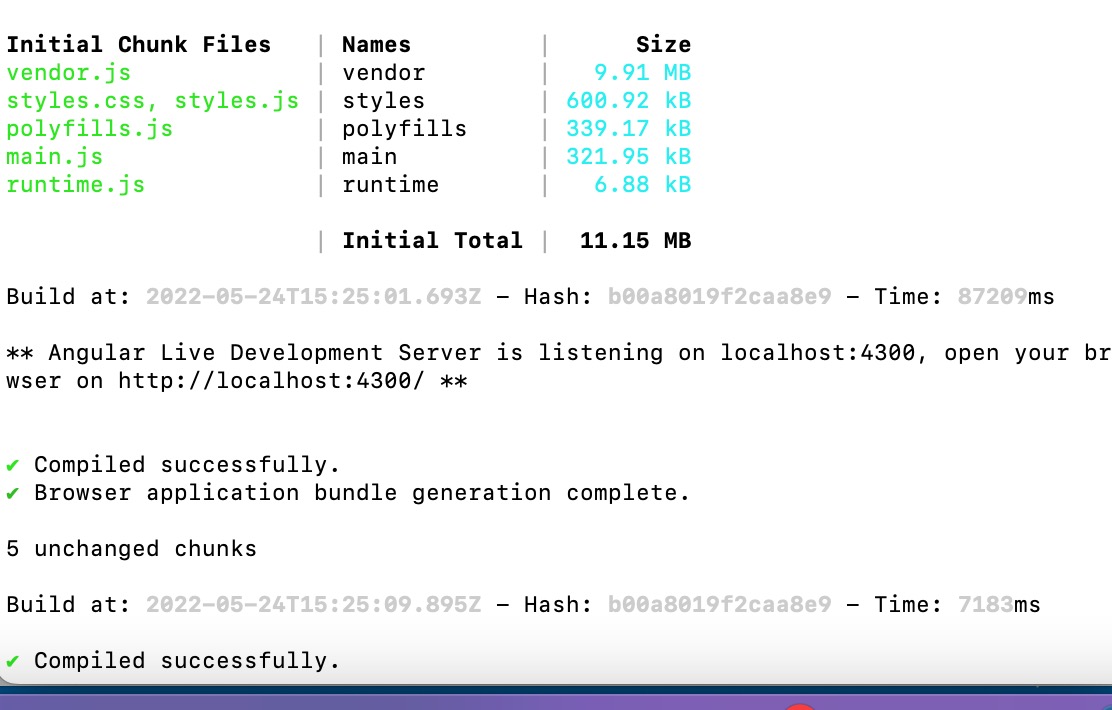 Initial Chunk Files | Names | Size
vendor.js | vendor | 9.91 MB
styles.css, styles.js | styles | 600.92 kB
polyfills.js | polyfills | 339.17 kB
main.js | main | 321.95 kB
runtime.js | runtime | 6.88 kB
| Initial Total | 11.15 MB
Build at: 2022-05-24T15:25:01.693Z - Hash: b00a8019f2caa8e9 - Time: 87209ms
** Angular Live Development Server is listening on localhost:4300, open your br
wser on http://localhost:4300/ **
✔ Compiled successfully.
✔ Browser application bundle generation complete.
5 unchanged chunks
Build at: 2022-05-24T15:25:09.895Z - Hash: b00a8019f2caa8e9 - Time: 7183ms
✔ Compiled successfully.